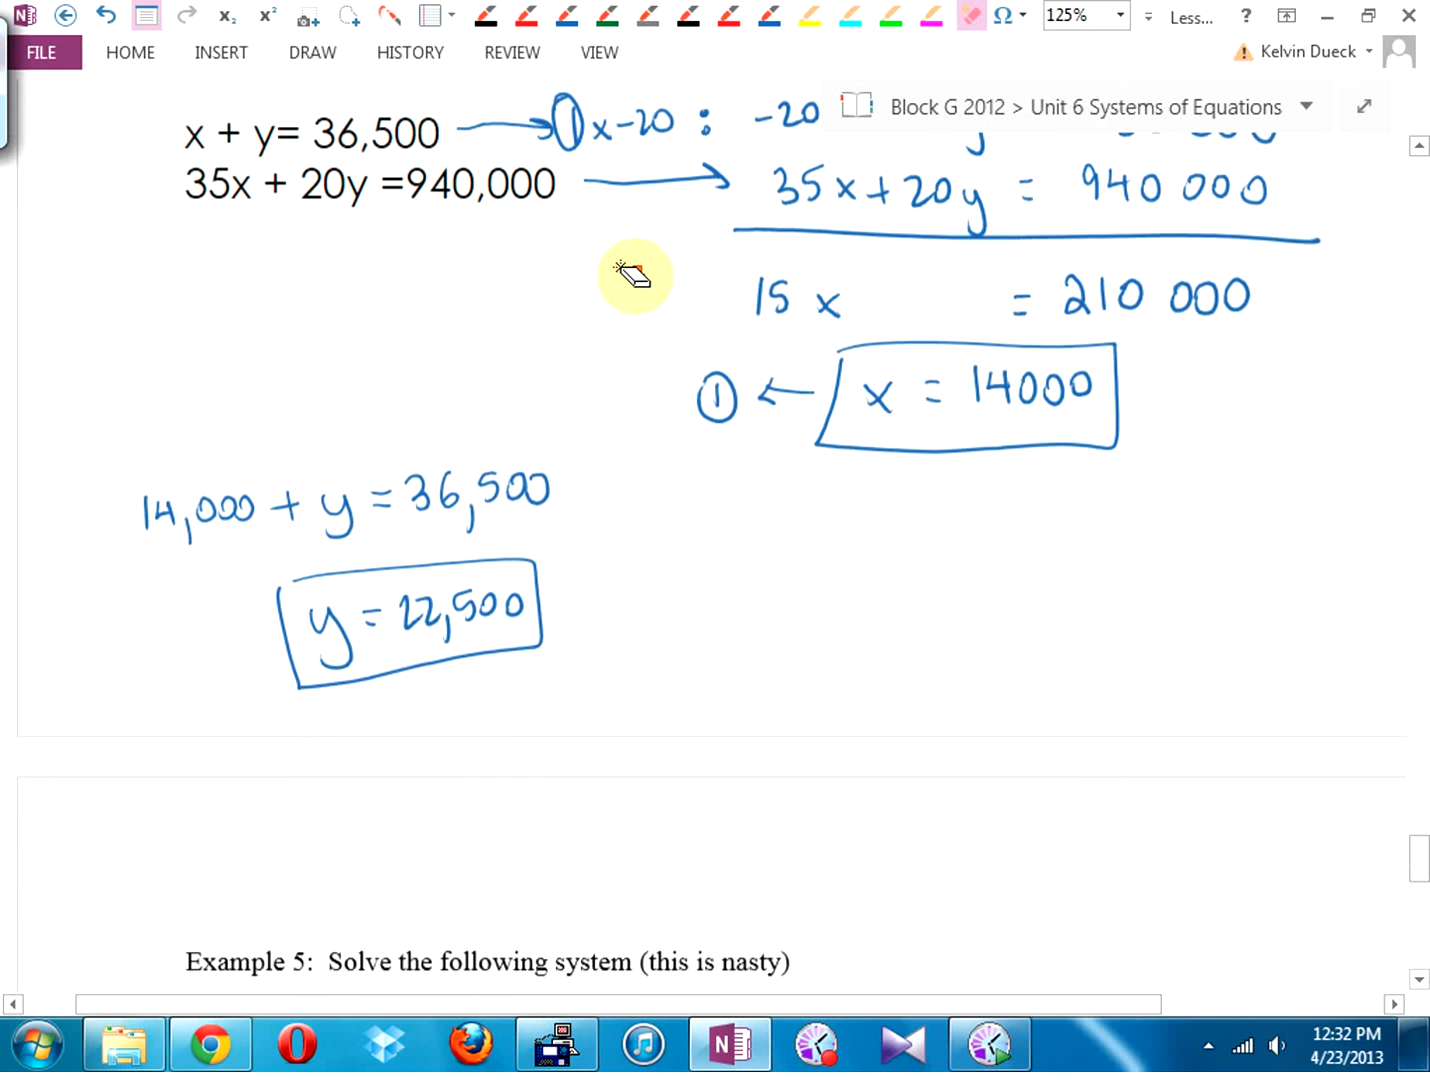 125%
Less...
?
FILE HOME INSERT DRAW HISTORY REVIEW VIEW
Kelvin Dueck
Block G 2012 > Unit 6 Systems of Equations
x + y= 36,500
① x -20 : -20
35x + 20y =940,000
35x + 20y = 940 000
15 x = 210 000
① ← x = 14000
14,000 + y = 36,500
y = 22,500
Example 5: Solve the following system (this is nasty)
12:32 PM
4/23/2013